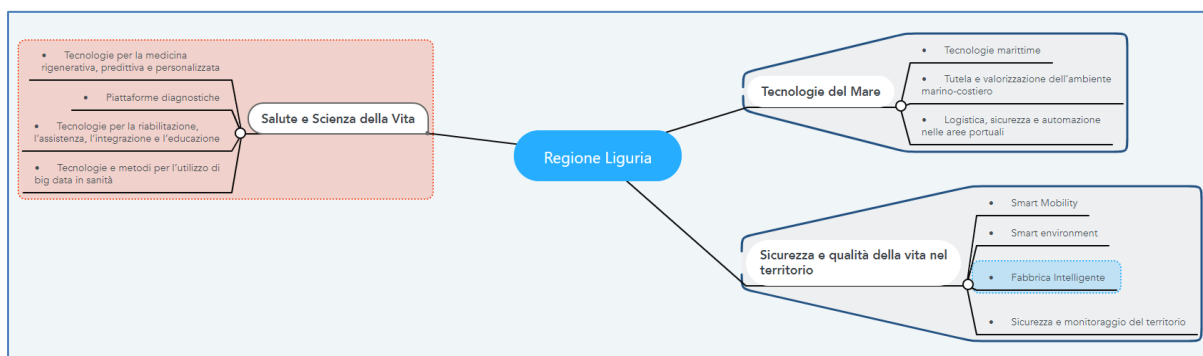 • Tecnologie per la medicina
rigenerativa, predittiva e personalizzata
• Piattaforme diagnostiche
• Tecnologie per la riabilitazione,
l'assistenza, l'integrazione e l'educazione
• Tecnologie e metodi per l'utilizzo di
big data in sanità
Salute e Scienza della Vita
Regione Liguria
Tecnologie del Mare
• Tecnologie marittime
• Tutela e valorizzazione dell'ambiente
marino-costiero
• Logistica, sicurezza e automazione
nelle aree portuali
Sicurezza e qualità della vita nel
territorio
• Smart Mobility
• Smart environment
• Fabbrica Intelligente
• Sicurezza e monitoraggio del territorio